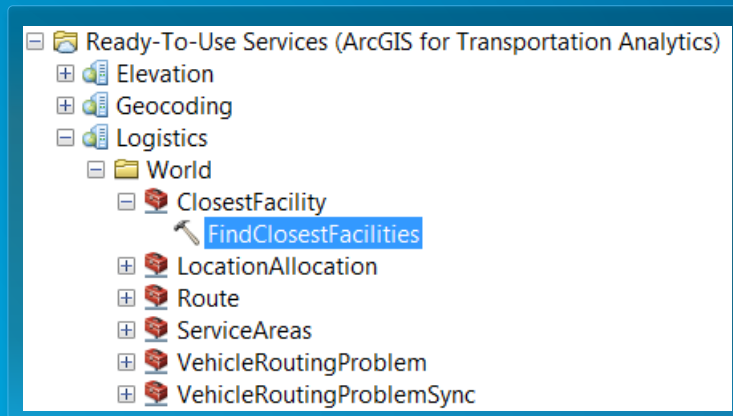 Ready-To-Use Services (ArcGIS for Transportation Analytics)
Elevation
Geocoding
Logistics
World
ClosestFacility
FindClosestFacilities
LocationAllocation
Route
ServiceAreas
VehicleRoutingProblem
VehicleRoutingProblemSync